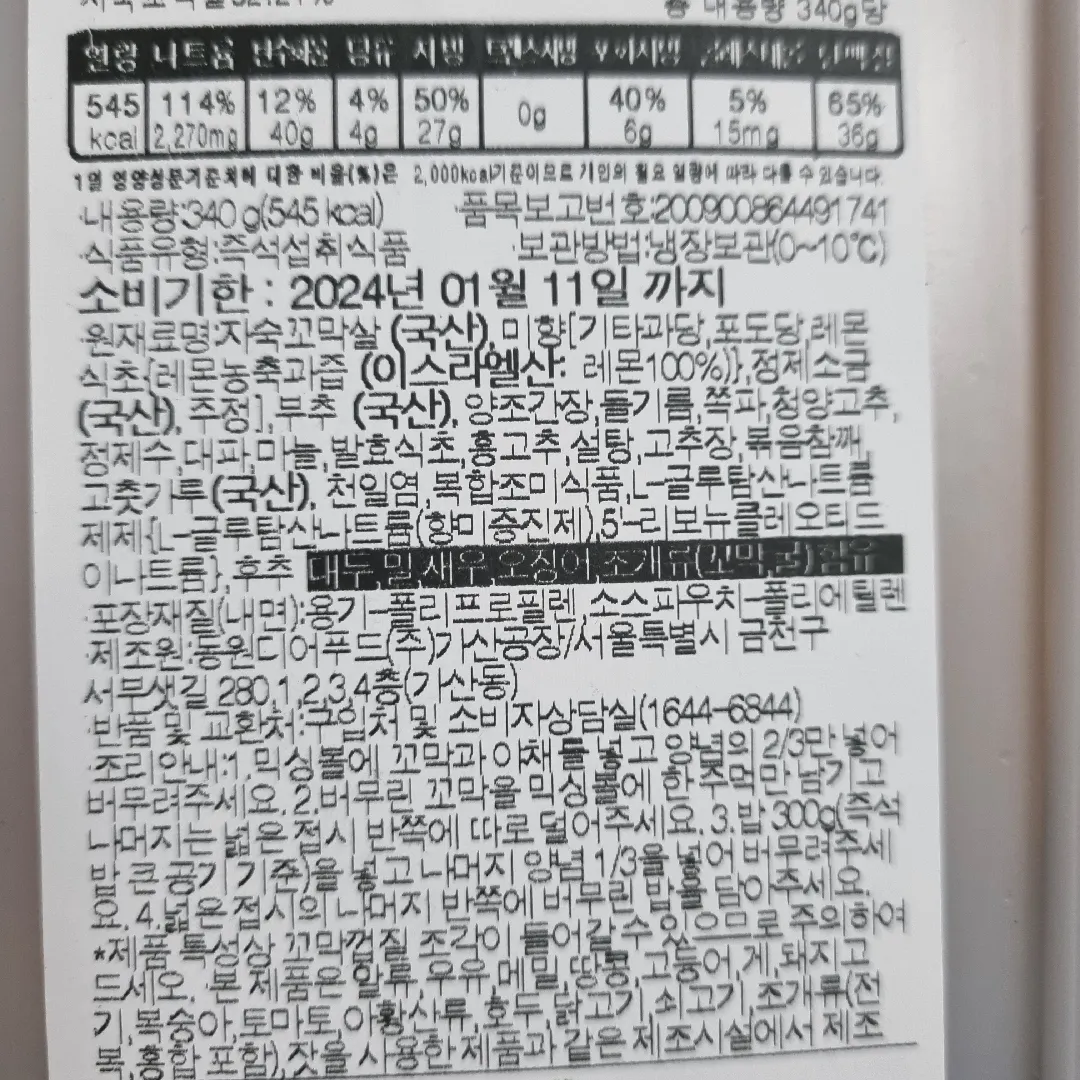 총 내용량 340g당
열량 나트륨 탄수화물 당류 지방 트랜스지방 포화지방 콜레스테롤 단백질
545 114% 12% 4% 50% 0g 40% 5% 65%
kcal 2,270mg 40g 4g 27g 6g 15mg 36g
1일 영양성분기준치에 대한 비율(%)은 2,000kcal기준이므로 개인의 필요 열량에 따라 다를 수 있습니다.
·내용량:340g(545 kcal) ·품목보고번호:200900864491741
·식품유형:즉석섭취식품 ·보관방법:냉장보관(0~10℃)
소비기한 : 2024년 01월 11일 까지
·원재료명:자숙꼬막살 (국산), 미향[기타과당,포도당,레몬
식초{레몬농축과즙 (이스라엘산: 레몬100%)},정제소금
(국산), 주정],부추 (국산), 양조간장,들기름,쪽파,청양고추,
정제수,대파,마늘,발효식초,홍고추,설탕,고추장,볶음참깨,
고춧가루(국산), 천일염,복합조미식품,L-글루탐산나트륨
제제{L-글루탐산나트륨(향미증진제),5'-리보뉴클레오티드
이나트륨},후추 대두,밀,새우,오징어,조개류(꼬막,굴) 함유
·포장재질(내면):용기-폴리프로필렌, 소스파우치-폴리에틸렌
·제조원:동원디어푸드(주)가산공장/서울특별시 금천구
서부샛길 280,1,2,3,4층(가산동)
·반품 및 교환처:구입처 및 소비자상담실(1644-6844)
조리안내:1.믹싱볼에 꼬막과 야채를 넣고 양념의 2/3만 넣어
버무려주세요.2.버무린 꼬막을 믹싱볼에 한 주먹만 남기고
나머지는 넓은 접시 반쪽에 따로 덜어주세요. 3.밥 300g(즉석
밥 큰공기 기준)을 넣고 나머지 양념 1/3을 넣어 버무려주세
요. 4.넓은 접시의 나머지 반쪽에 버무린 밥을 담아주세요.
*제품 특성상 꼬막껍질 조각이 들어갈 수 있으므로 주의하여
드세오. ·본 제품은 알류,우유,메밀,땅콩,고등어,게,돼지고
기,복숭아,토마토,아황산류,호두,닭고기,쇠고기,조개류(전
복,홍합 포함),잣을 사용한 제품과 같은 제조시설에서 제조